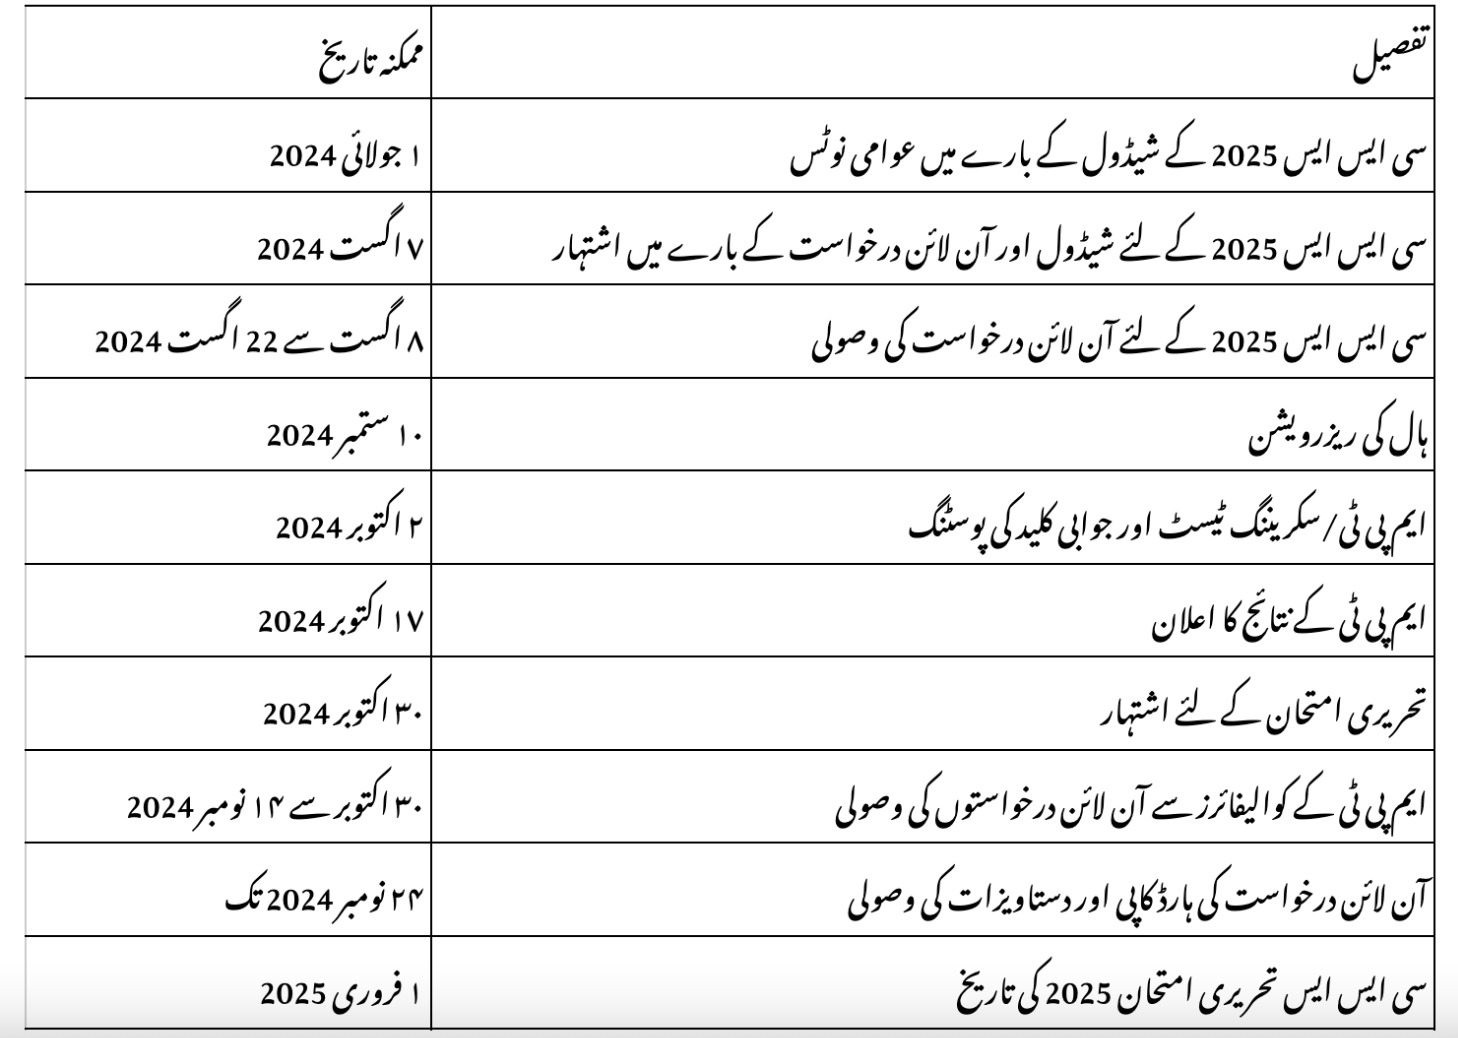 تفصیل ممکنہ تاریخ
سی ایس ایس 2025 کے شیڈول کے بارے میں عوامی نوٹس ۱ جولائی 2024
سی ایس ایس 2025 کے لئے شیڈول اور آن لائن درخواست کے بارے میں اشتہار ۷ اگست 2024
سی ایس ایس 2025 کے لئے آن لائن درخواست کی وصولی ۸ اگست سے 22 اگست 2024
ہال کی ریزرویشن ۱۰ ستمبر 2024
ایم پی ٹی/سکریننگ ٹیسٹ اور جوابی کلید کی پوسٹنگ ۲ اکتوبر 2024
ایم پی ٹی کے نتائج کا اعلان ۱۷ اکتوبر 2024
تحریری امتحان کے لئے اشتہار ۳۰ اکتوبر 2024
ایم پی ٹی کے کوالیفائرز سے آن لائن درخواستوں کی وصولی ۳۰ اکتوبر سے ۱۴ نومبر 2024
آن لائن درخواست کی ہارڈ کاپی اور دستاویزات کی وصولی ۲۴ نومبر 2024 تک
سی ایس ایس تحریری امتحان 2025 کی تاریخ ۱ فروری 2025